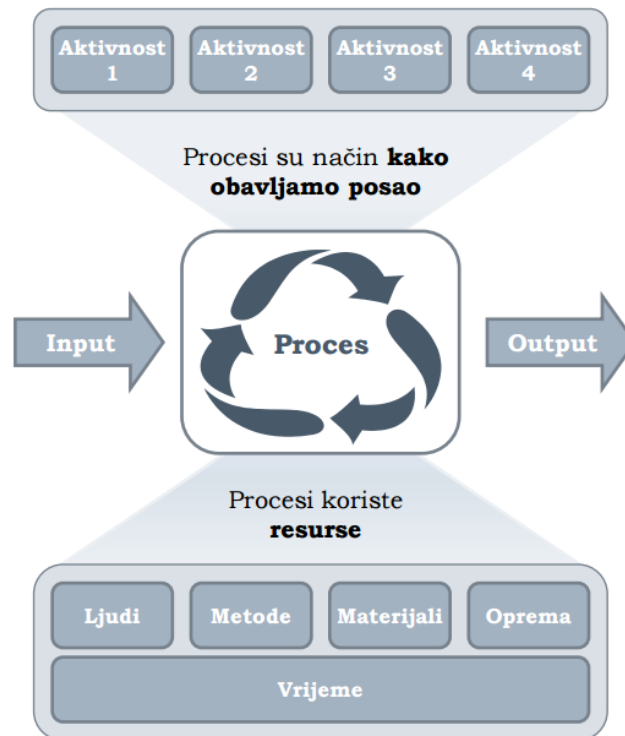 Aktivnost Aktivnost Aktivnost Aktivnost
1 2 3 4
Procesi su način kako
obavljamo posao
Input Proces Output
Procesi koriste
resurse
Ljudi Metode Materijali Oprema
Vrijeme